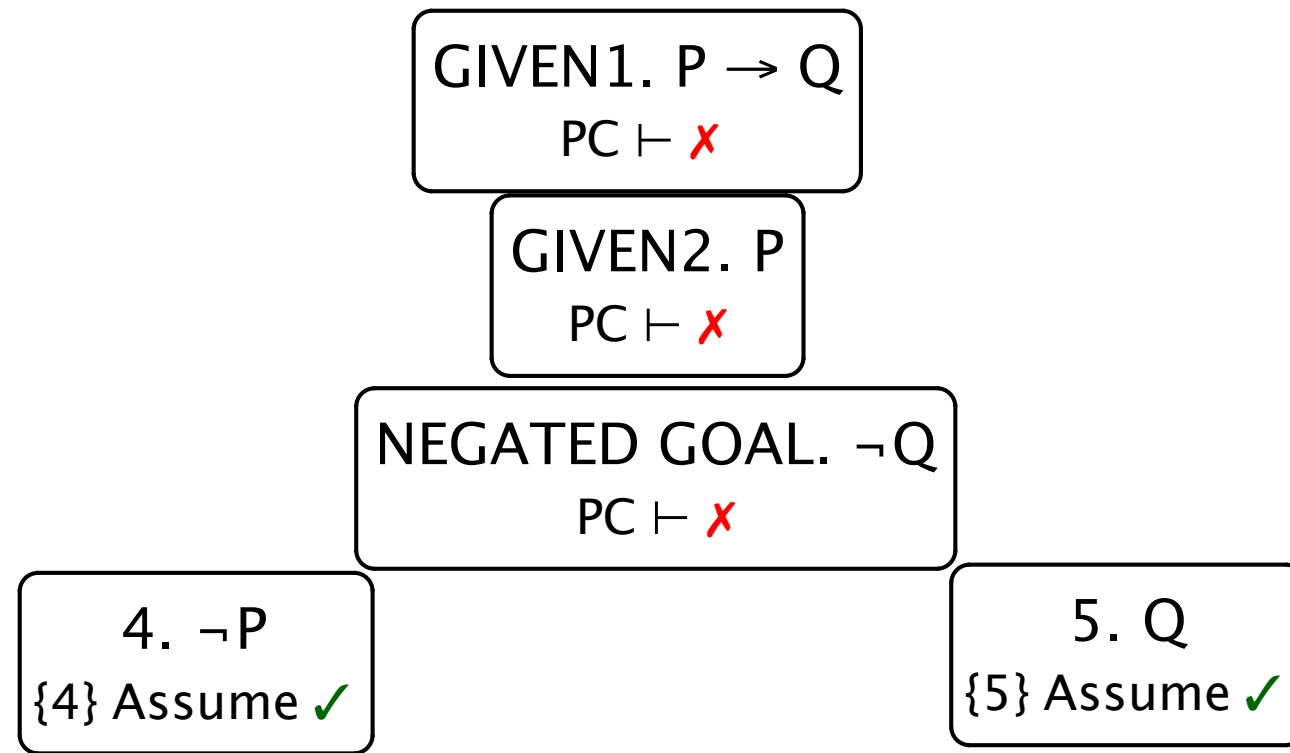 GIVEN1. P → Q
PC ⊢ ✗
GIVEN2. P
PC ⊢ ✗
NEGATED GOAL. ¬Q
PC ⊢ ✗
4. ¬P
{4} Assume ✓
5. Q
{5} Assume ✓